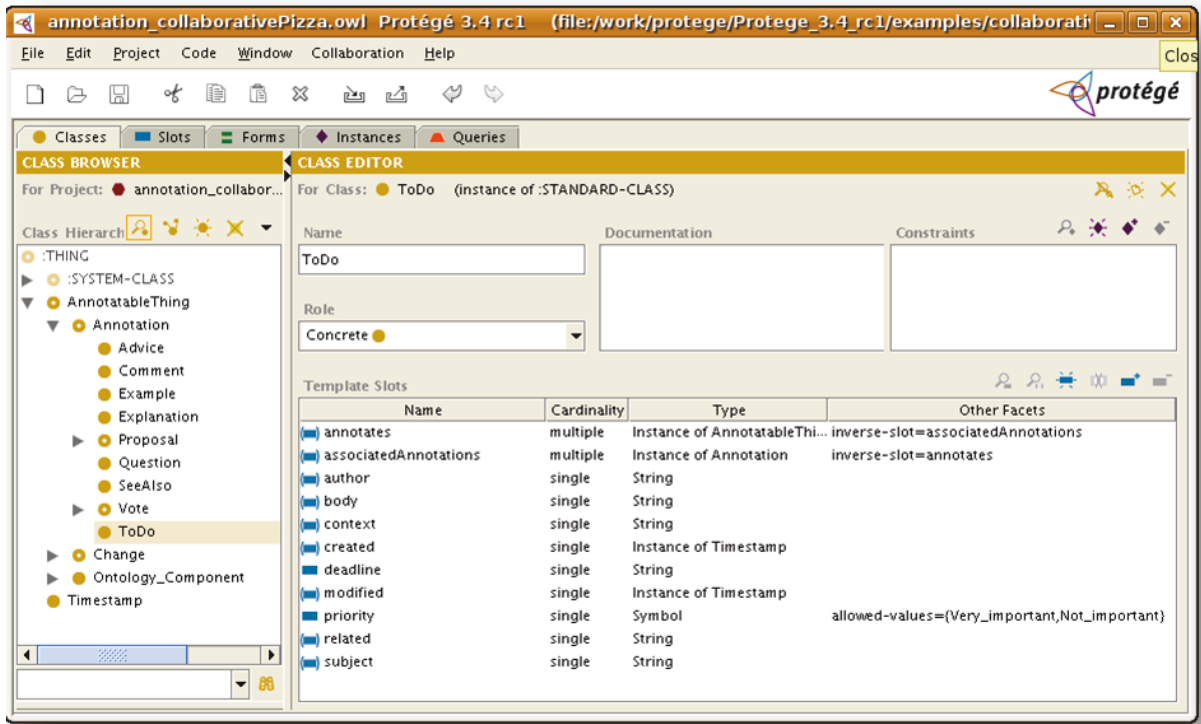 annotation_collaborativePizza.owl Protégé 3.4 rc1 (file:/work/protege/Protege_3.4_rc1/examples/collaborati
File Edit Project Code Window Collaboration Help
Clos
protégé
Classes Slots Forms Instances Queries
CLASS BROWSER
For Project: annotation_collabor...
Class Hierarch
:THING
:SYSTEM-CLASS
AnnotatableThing
Annotation
Advice
Comment
Example
Explanation
Proposal
Question
SeeAlso
Vote
ToDo
Change
Ontology_Component
Timestamp
CLASS EDITOR
For Class: ToDo (instance of :STANDARD-CLASS)
Name Documentation Constraints
ToDo
Role
Concrete
Template Slots
Name Cardinality Type Other Facets
annotates multiple Instance of AnnotatableThi... inverse-slot=associatedAnnotations
associatedAnnotations multiple Instance of Annotation inverse-slot=annotates
author single String
body single String
context single String
created single Instance of Timestamp
deadline single String
modified single Instance of Timestamp
priority single Symbol allowed-values={Very_important,Not_important}
related single String
subject single String